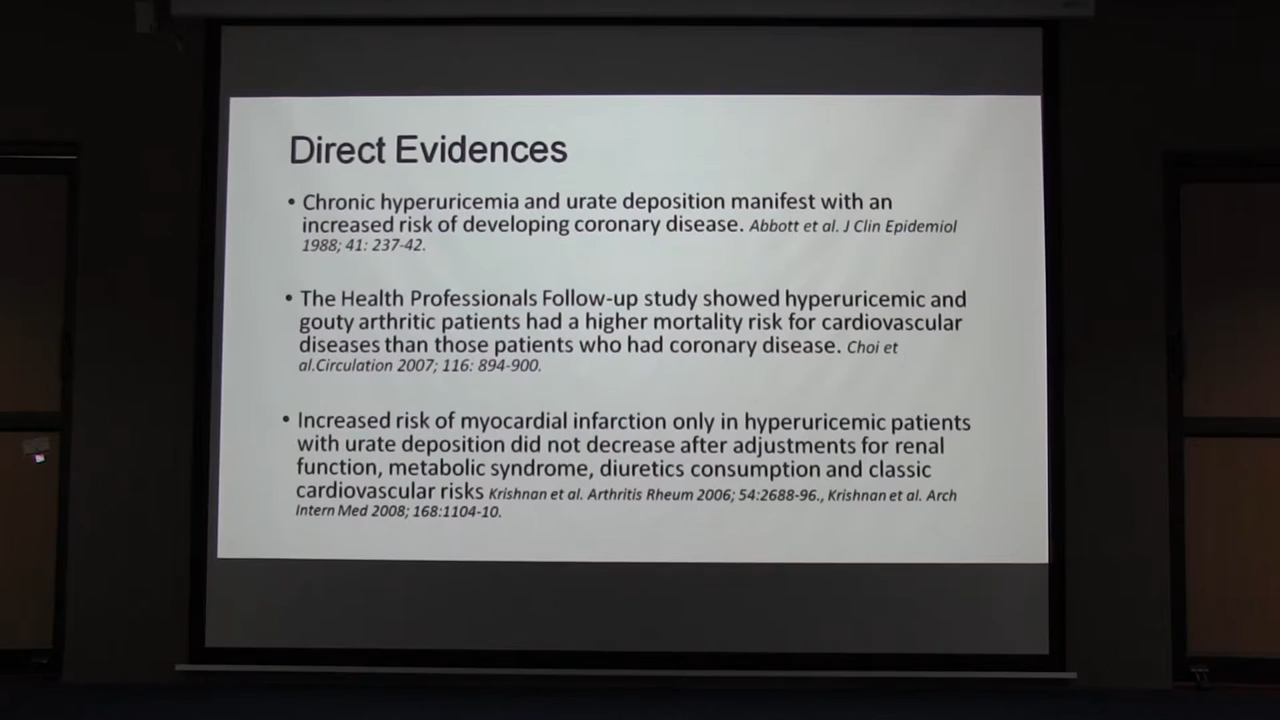 Direct Evidences
• Chronic hyperuricemia and urate deposition manifest with an
increased risk of developing coronary disease. Abbott et al. J Clin Epidemiol
1988; 41: 237-42.
• The Health Professionals Follow-up study showed hyperuricemic and
gouty arthritic patients had a higher mortality risk for cardiovascular
diseases than those patients who had coronary disease. Choi et
al.Circulation 2007; 116: 894-900.
• Increased risk of myocardial infarction only in hyperuricemic patients
with urate deposition did not decrease after adjustments for renal
function, metabolic syndrome, diuretics consumption and classic
cardiovascular risks Krishnan et al. Arthritis Rheum 2006; 54:2688-96., Krishnan et al. Arch
Intern Med 2008; 168:1104-10.